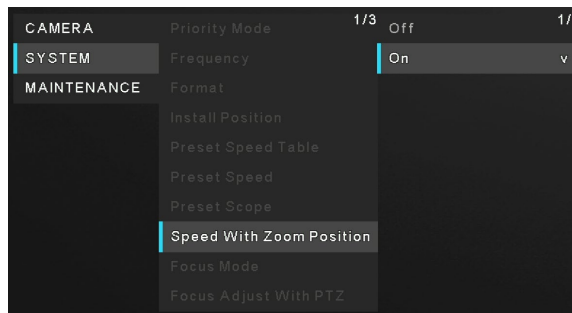 CAMERA
SYSTEM
MAINTENANCE
1/3
Priority Mode
Frequency
Format
Install Position
Preset Speed Table
Preset Speed
Preset Scope
Speed With Zoom Position
Focus Mode
Focus Adjust With PTZ
1/
Off
On v